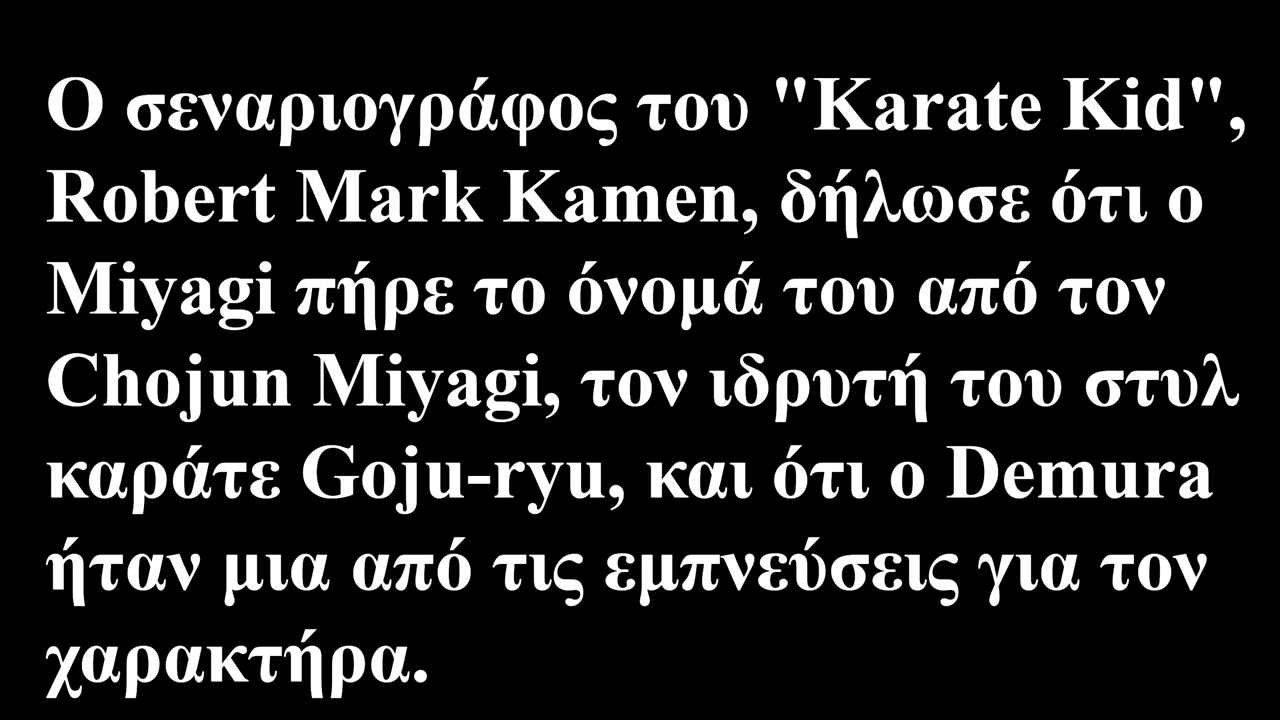 Ο σεναριογράφος του "Karate Kid",
Robert Mark Kamen, δήλωσε ότι ο
Miyagi πήρε το όνομά του από τον
Chojun Miyagi, τον ιδρυτή του στυλ
καράτε Goju-ryu, και ότι ο Demura
ήταν μια από τις εμπνεύσεις για τον
χαρακτήρα.